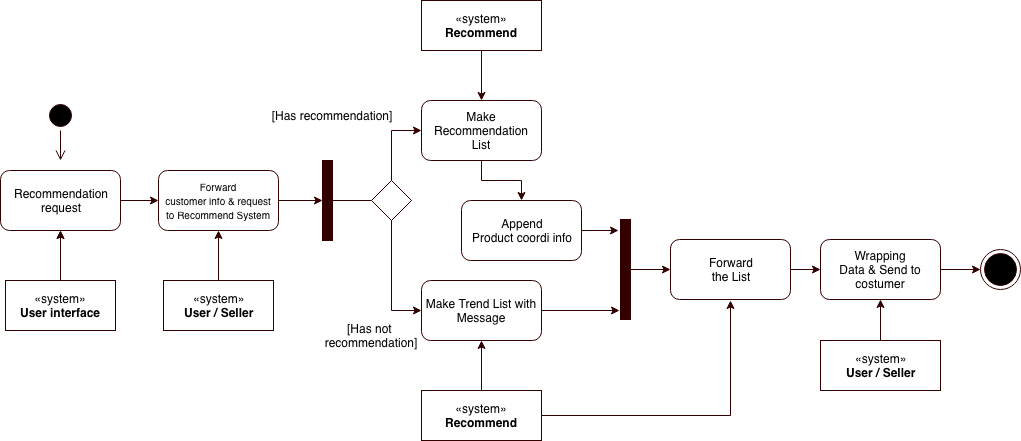 «system»
Recommend
[Has recommendation]
Make
Recommendation
List
Recommendation
request
Forward
customer info & request
to Recommend System
Append
Product coordi info
Forward
the List
Wrapping
Data & Send to
costumer
«system»
User interface
«system»
User / Seller
Make Trend List with
Message
[Has not
recommendation]
«system»
User / Seller
«system»
Recommend